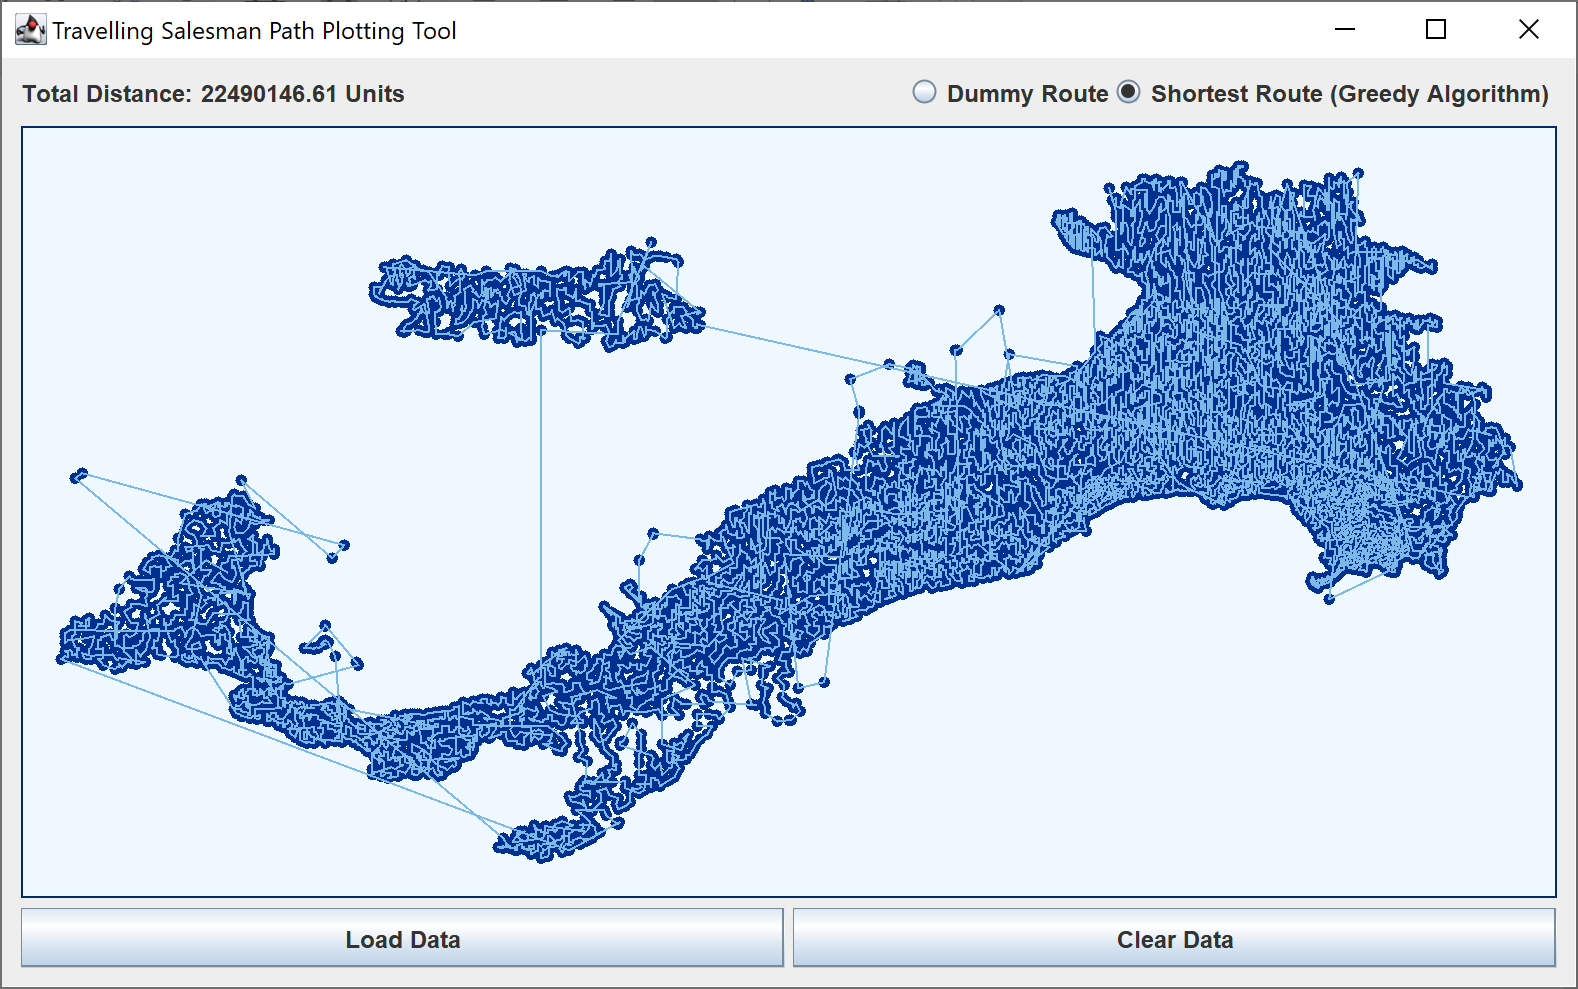 Travelling Salesman Path Plotting Tool
Total Distance: 22490146.61 Units
Dummy Route
Shortest Route (Greedy Algorithm)
Load Data
Clear Data